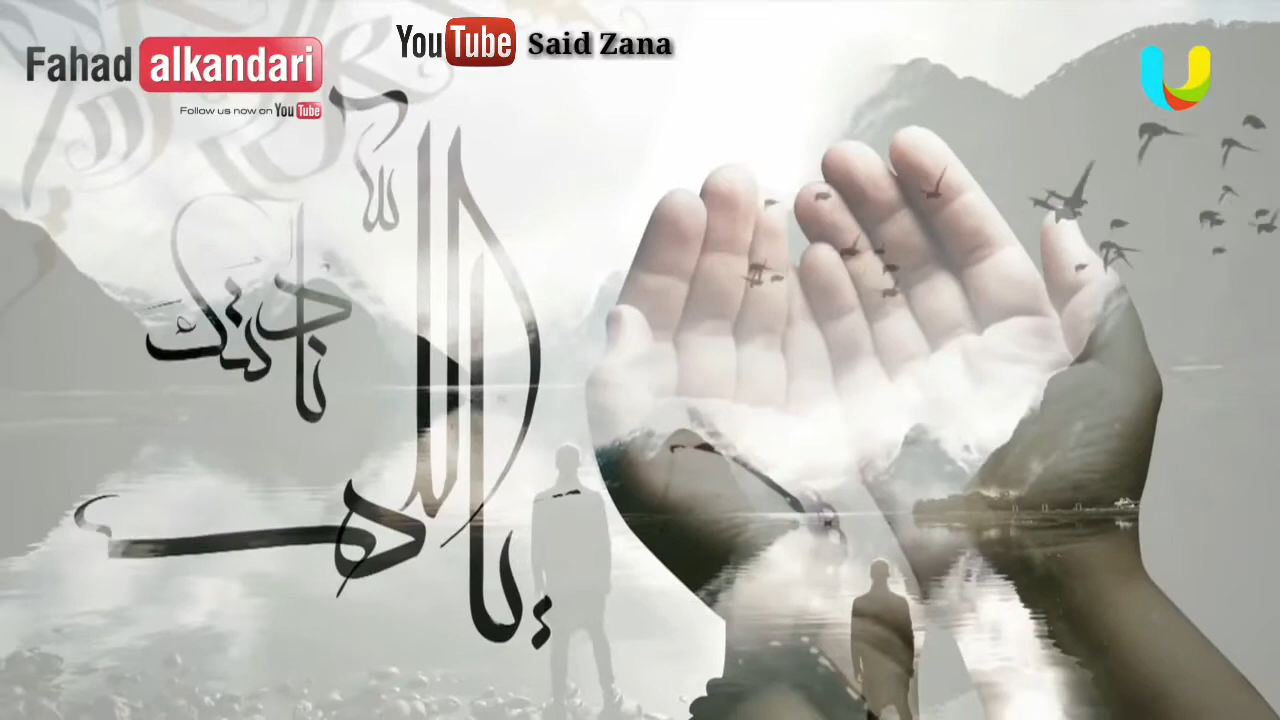 Fahad alkandari
Follow us now on YouTube
YouTube Said Zana
ناديتك
يا الله